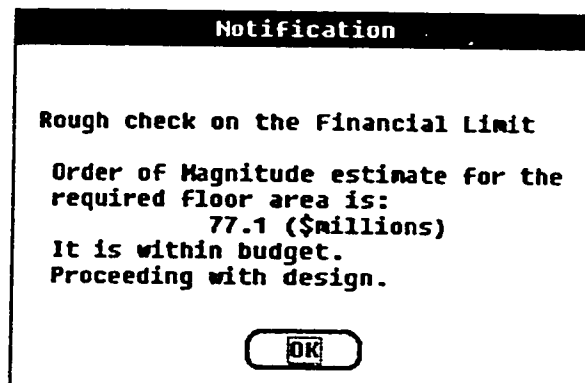 Notification
Rough check on the Financial Limit
Order of Magnitude estimate for the
required floor area is:
77.1 ($millions)
It is within budget.
Proceeding with design.
OK